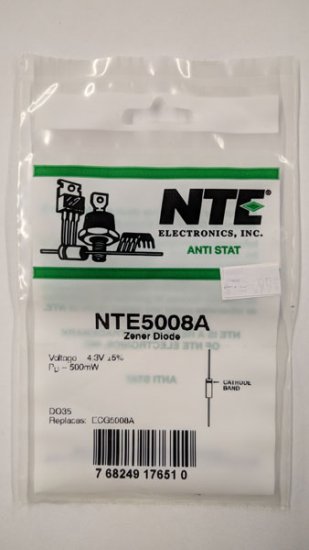 NTE
ELECTRONICS, INC.
ANTI STAT
NTE5008A
Zener Diode
Voltage 4.3V ±5%
PD - 500mW
CATHODE
BAND
DO35
Replaces: ECG5008A
7 68249 17651 0